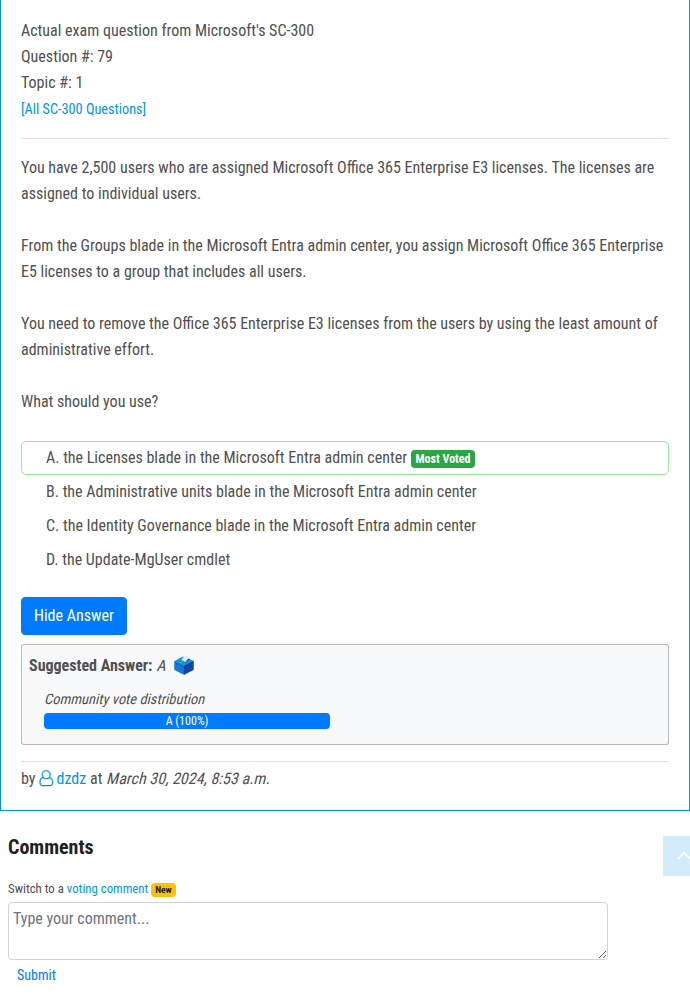 Actual exam question from Microsoft's SC-300
Question #: 79
Topic #: 1
[All SC-300 Questions]
You have 2,500 users who are assigned Microsoft Office 365 Enterprise E3 licenses. The licenses are
assigned to individual users.
From the Groups blade in the Microsoft Entra admin center, you assign Microsoft Office 365 Enterprise
E5 licenses to a group that includes all users.
You need to remove the Office 365 Enterprise E3 licenses from the users by using the least amount of
administrative effort.
What should you use?
A. the Licenses blade in the Microsoft Entra admin center Most Voted
B. the Administrative units blade in the Microsoft Entra admin center
C. the Identity Governance blade in the Microsoft Entra admin center
D. the Update-MgUser cmdlet
Hide Answer
Suggested Answer: A
Community vote distribution
A (100%)
by dzdz at March 30, 2024, 8:53 a.m.
Comments
Switch to a voting comment New
Type your comment...
Submit